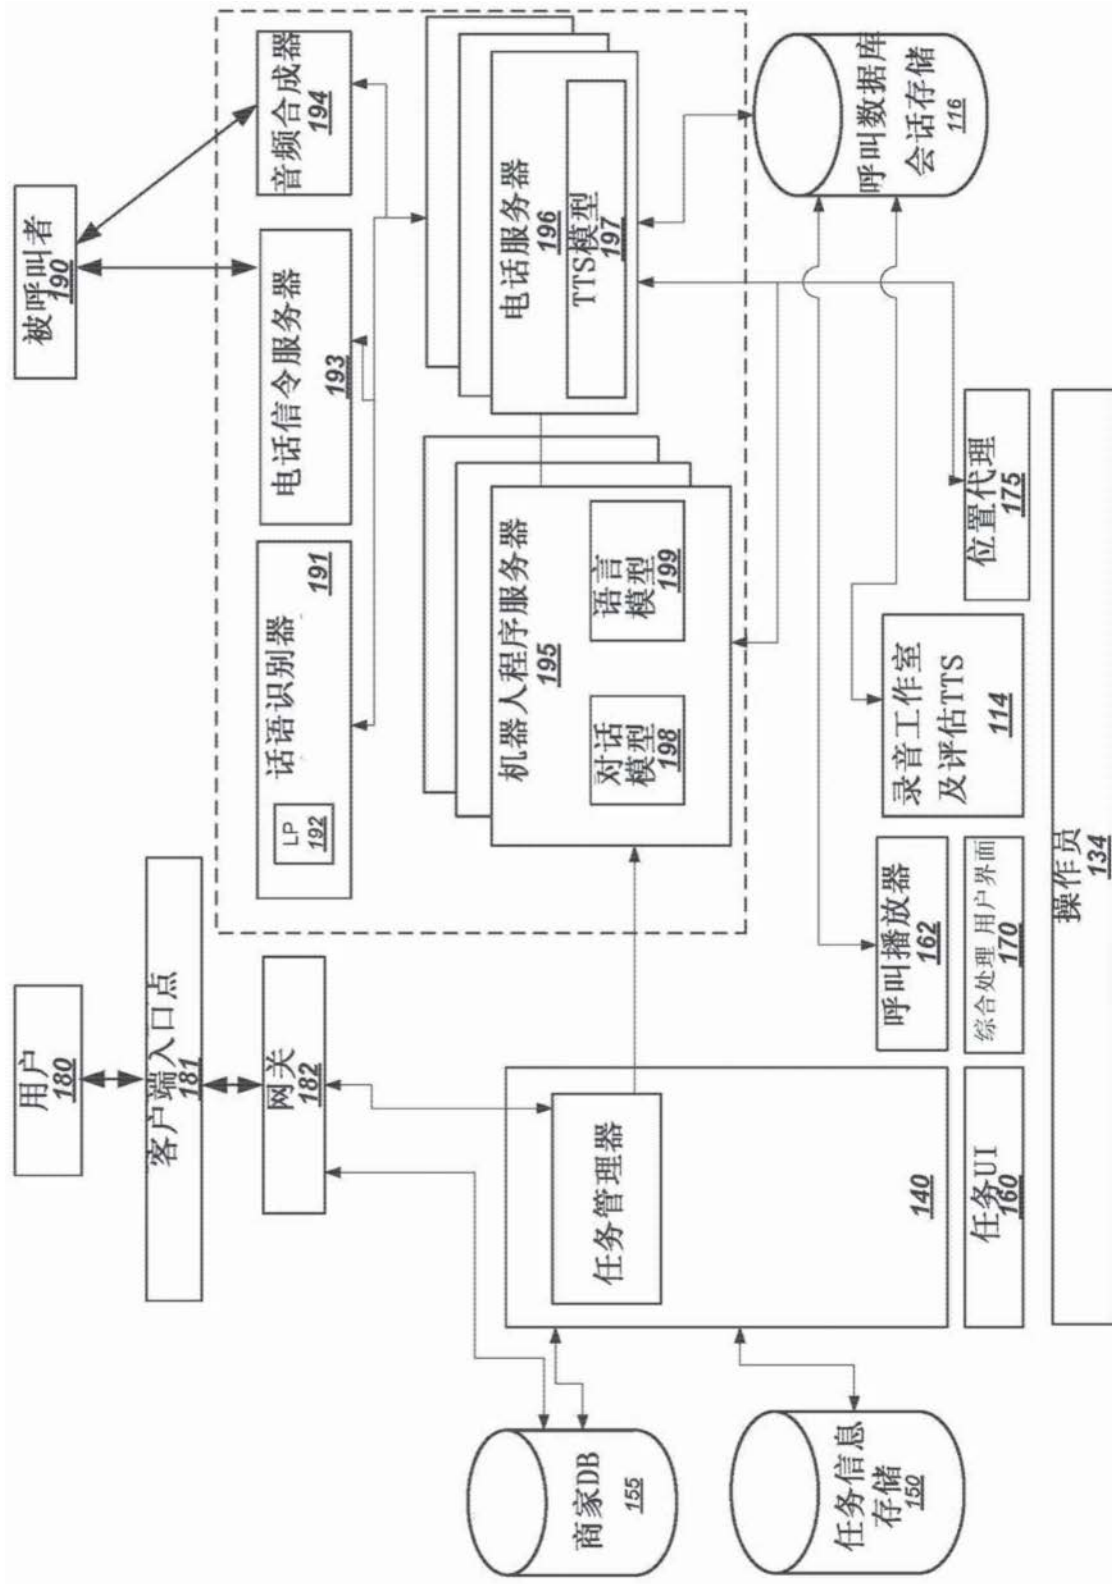 用户
180
被呼叫者
190
客户端入口点
181
网关
182
LP
192
话语识别器
191
电话信令服务器
193
音频合成器
194
商家DB
155
任务管理器
140
机器人程序服务器
195
对话
模型
198
语言
模型
199
电话服务器
196
TTS模型
197
任务信息
存储
150
任务UI
160
呼叫播放器
162
综合处理 用户界面
170
录音工作室
及评估TTS
114
位置代理
175
呼叫数据库
会话存储
116
操作员
134